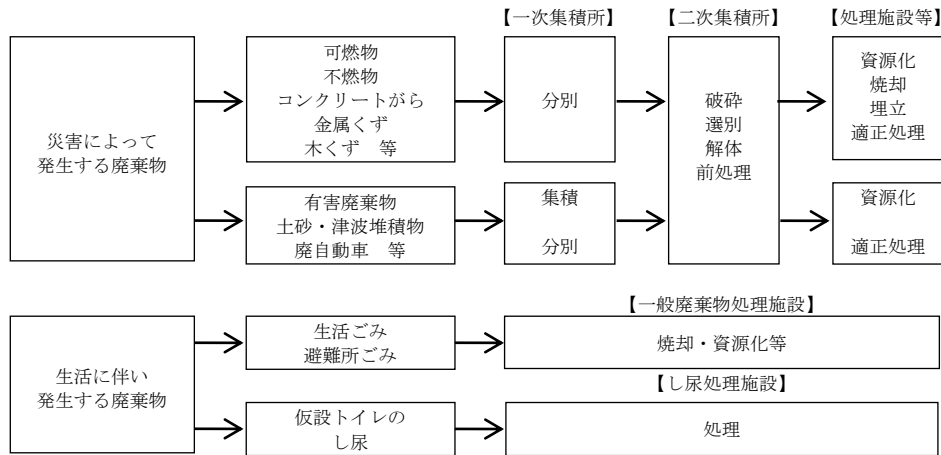 【一次集積所】
【二次集積所】
【処理施設等】
災害によって
発生する廃棄物
可燃物
不燃物
コンクリートがら
金属くず
木くず　等
分別
破砕
選別
解体
前処理
資源化
焼却
埋立
適正処理
有害廃棄物
土砂・津波堆積物
廃自動車　等
集積
分別
資源化
適正処理
【一般廃棄物処理施設】
生活に伴い
発生する廃棄物
生活ごみ
避難所ごみ
焼却・資源化等
【し尿処理施設】
仮設トイレの
し尿
処理